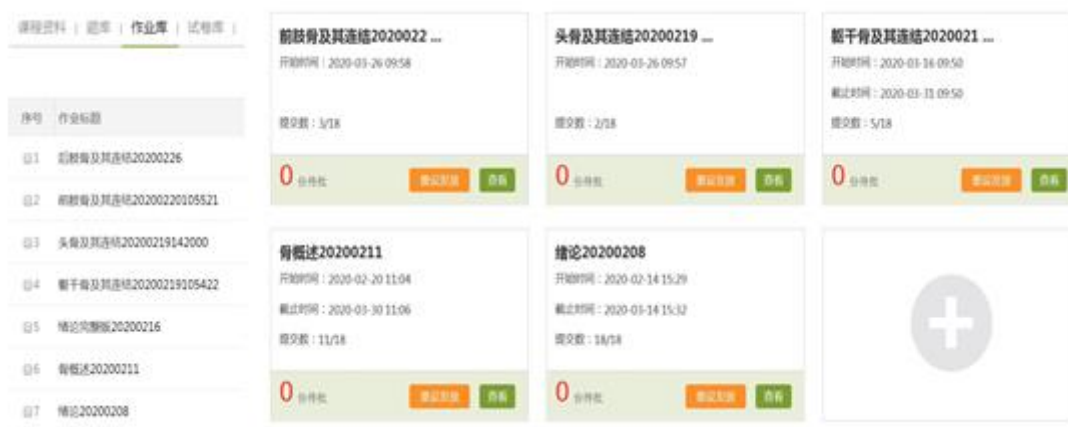 课程资料 | 题库 | 作业库 | 试卷库 |
序号 作业标题
1 后肢骨及其连结20200226
2 前肢骨及其连结20200220105521
3 头骨及其连结20200219142000
4 躯干骨及其连结20200219105422
5 绪论完整版20200216
6 骨概述20200211
7 绪论20200208
前肢骨及其连结2020022 ...
开始时间：2020-03-26 09:58
提交数：3/18
0 份待批
查看
头骨及其连结20200219 ...
开始时间：2020-03-26 09:57
提交数：2/18
0 份待批
查看
躯干骨及其连结2020021 ...
开始时间：2020-03-16 09:50
截止时间：2020-03-31 09:50
提交数：5/18
0 份待批
查看
骨概述20200211
开始时间：2020-02-20 11:04
截止时间：2020-03-30 11:06
提交数：11/18
0 份待批
查看
绪论20200208
开始时间：2020-02-14 15:29
截止时间：2020-03-14 15:32
提交数：18/18
0 份待批
查看